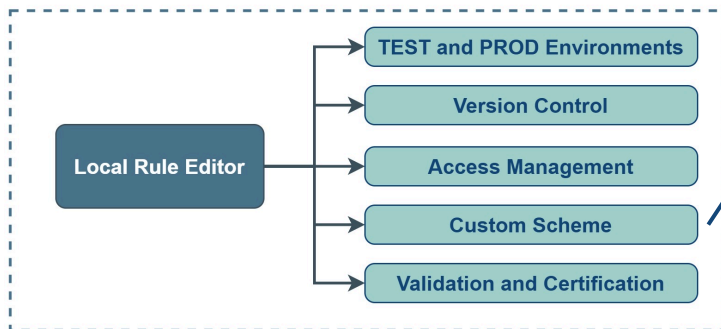 TEST and PROD Environments
Version Control
Local Rule Editor
Access Management
Custom Scheme
Validation and Certification